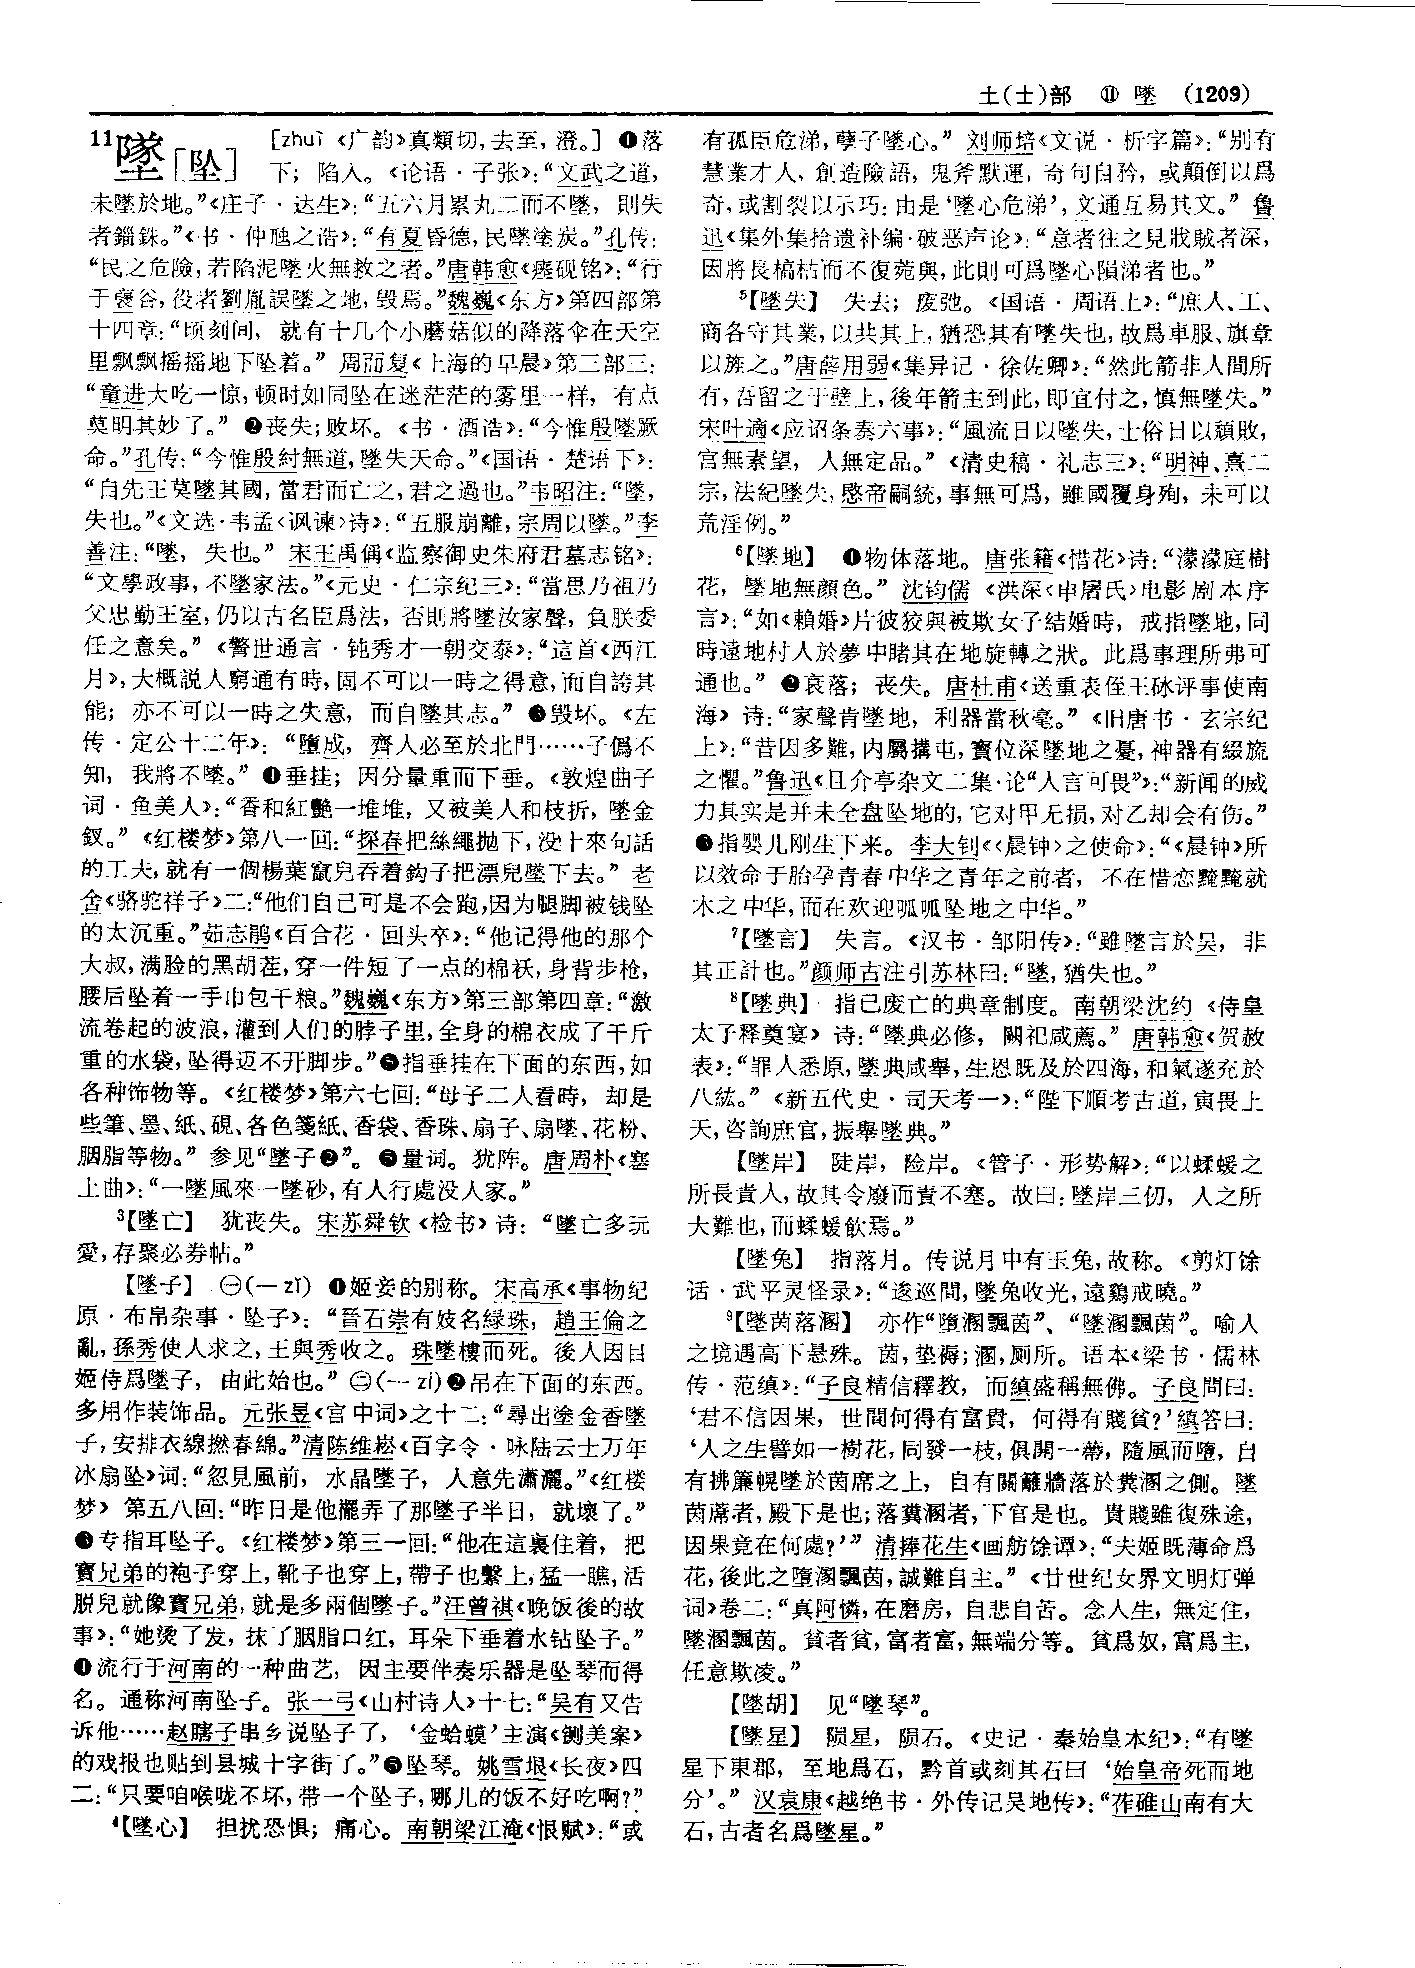 土(士)部　⑪　墜　(1209)
11墜[坠]　[zhuì《广韵》真類切,去至,澄。] ❶落
下；陷入。《论语·子张》：“文武之道，
未墜於地。”《庄子·达生》：“五六月累丸二而不墜，則失
者錙銖。”《书·仲虺之诰》：“有夏昏德，民墜塗炭。”孔传：
“民之危險，若陷泥墜火無救之者。”唐韩愈《瘗砚铭》：“行
于褒谷，役者劉胤誤墜之地，毀焉。”魏巍《东方》第四部第
十四章：“顷刻间，就有十几个小蘑菇似的降落伞在天空
里飘飘摇摇地下坠着。”周而复《上海的早晨》第三部三：
“童进大吃一惊，顿时如同坠在迷茫茫的雾里一样，有点
莫明其妙了。”❷丧失；败坏。《书·酒诰》：“今惟殷墜厥
命。”孔传：“今惟殷紂無道，墜失天命。”《国语·楚语下》：
“自先王莫墜其國，當君而亡之，君之過也。”韦昭注：“墜，
失也。”《文选·韦孟〈讽谏〉诗》：“五服崩離，宗周以墜。”李
善注：“墜，失也。”宋王禹偁《监察御史朱府君墓志铭》：
“文學政事，不墜家法。”《元史·仁宗纪三》：“當思乃祖乃
父忠勤王室，仍以古名臣爲法，否則將墜汝家聲，負朕委
任之意矣。”《警世通言·钝秀才一朝交泰》：“這首《西江
月》，大概説人窮通有時，固不可以一時之得意，而自誇其
能；亦不可以一時之失意，而自墜其志。”❸毁坏。《左
传·定公十二年》：“墮成，齊人必至於北門……子僞不
知，我將不墜。”❹垂挂；因分量重而下垂。《敦煌曲子
词·鱼美人》：“香和紅艷一堆堆，又被美人和枝折，墜金
釵。”《红楼梦》第八一回：“探春把絲繩抛下，没十來句話
的工夫，就有一個楊葉竄兒吞着鈎子把漂兒墜下去。”老
舍《骆驼祥子》二：“他们自己可是不会跑，因为腿脚被钱坠
的太沉重。”茹志鹃《百合花·回头卒》：“他记得他的那个
大叔，满脸的黑胡茬，穿一件短了一点的棉袄，身背步枪，
腰后坠着一手巾包干粮。”魏巍《东方》第三部第四章：“激
流卷起的波浪，灌到人们的脖子里，全身的棉衣成了千斤
重的水袋，坠得迈不开脚步。”❺指垂挂在下面的东西，如
各种饰物等。《红楼梦》第六七回：“母子二人看時，却是
些筆、墨、紙、硯、各色箋紙、香袋、香珠、扇子、扇墜、花粉、
胭脂等物。”参见“墜子❷”。❻量词。犹阵。唐周朴《塞
上曲》：“一墜風來一墜砂，有人行處没人家。”
3【墜亡】　犹丧失。宋苏舜钦《检书》诗：“墜亡多玩
愛，存聚必券帖。”
【墜子】　㊀(－zǐ) ❶姬妾的别称。宋高承《事物纪
原·布帛杂事·坠子》：“晉石崇有妓名緑珠，趙王倫之
亂，孫秀使人求之，王與秀收之。珠墜樓而死。後人因目
姬侍爲墜子，由此始也。”㊁(－zi)❷吊在下面的东西。
多用作装饰品。元张昱《宫中词》之十二：“尋出塗金香墜
子，安排衣線撚春綿。”清陈维崧《百字令·咏陆云士万年
冰扇坠》词：“忽見風前，水晶墜子，人意先瀟灑。”《红楼
梦》第五八回：“昨日是他擺弄了那墜子半日，就壞了。”
❸专指耳坠子。《红楼梦》第三一回：“他在這裏住着，把
寶兄弟的袍子穿上，靴子也穿上，帶子也繫上，猛一瞧，活
脱兒就像寶兄弟，就是多兩個墜子。”汪曾祺《晚饭後的故
事》：“她烫了发，抹了胭脂口红，耳朵下垂着水钻坠子。”
❹流行于河南的一种曲艺，因主要伴奏乐器是坠琴而得
名。通称河南坠子。张一弓《山村诗人》十七：“吴有又告
诉他……赵瞎子串乡说坠子了，‘金蛤蟆’主演《铡美案》
的戏报也贴到县城十字街了。”❺坠琴。姚雪垠《长夜》四
二：“只要咱喉咙不坏，带一个坠子，哪儿的饭不好吃啊？”
4【墜心】　担扰恐惧；痛心。南朝梁江淹《恨赋》：“或
有孤臣危涕，孽子墜心。”刘师培《文说·析字篇》：“别有
慧業才人，創造險語，鬼斧默運，奇句自矜，或顛倒以爲
奇，或割裂以示巧：由是‘墜心危涕’，文通互易其文。”鲁
迅《集外集拾遗补编·破恶声论》：“意者往之見戕賊者深，
因將長槁枯而不復菀與，此則可爲墜心隕涕者也。”
5【墜失】　失去；废弛。《国语·周语上》：“庶人、工、
商各守其業，以共其上，猶恐其有墜失也，故爲車服、旗章
以旌之。”唐薛用弱《集异记·徐佐卿》：“然此箭非人間所
有，吾留之于壁上，後年箭主到此，即宜付之，慎無墜失。”
宋叶適《应诏条奏六事》：“風流日以墜失，士俗日以頽敗，
官無素望，人無定品。”《清史稿·礼志三》：“明神、熹二
宗，法紀墜失，愍帝嗣統，事無可爲，雖國覆身殉，未可以
荒淫例。”
6【墜地】　❶物体落地。唐张籍《惜花》诗：“濛濛庭樹
花，墜地無顔色。”沈钧儒《洪深〈申屠氏〉电影剧本序
言》：“如《賴婚》片彼狡與被欺女子結婚時，戒指墜地，同
時遠地村人於夢中睹其在地旋轉之狀。此爲事理所弗可
通也。”❷衰落；丧失。唐杜甫《送重表侄王砅评事使南
海》诗：“家聲肯墜地，利器當秋毫。”《旧唐书·玄宗纪
上》：“昔因多難，内屬搆屯，寶位深墜地之憂，神器有綴旒
之懼。”鲁迅《且介亭杂文二集·论“人言可畏”》：“新闻的威
力其实是并未全盘坠地的，它对甲无损，对乙却会有伤。”
❸指婴儿刚生下来。李大钊《〈晨钟〉之使命》：“《晨钟》所
以效命于胎孕青春中华之青年之前者，不在惜恋黤黤就
木之中华，而在欢迎呱呱坠地之中华。”
7【墜言】　失言。《汉书·邹阳传》：“雖墜言於吴，非
其正計也。”颜师古注引苏林曰：“墜，猶失也。”
8【墜典】　指已废亡的典章制度。南朝梁沈约《侍皇
太子释奠宴》诗：“墜典必修，闕祀咸薦。”唐韩愈《贺赦
表》：“罪人悉原，墜典咸舉，生恩既及於四海，和氣遂充於
八紘。”《新五代史·司天考一》：“陛下順考古道，寅畏上
天，咨詢庶官，振舉墜典。”
【墜岸】　陡岸，险岸。《管子·形势解》：“以蝚蝯之
所長責人，故其令廢而責不塞。故曰：墜岸三仞，人之所
大難也，而蝚蝯飲焉。”
【墜兔】　指落月。传说月中有玉兔，故称。《剪灯馀
话·武平灵怪录》：“逡巡間，墜兔收光，遠鷄戒曉。”
9【墜茵落溷】　亦作“墮溷飄茵”、“墜溷飄茵”。喻人
之境遇高下悬殊。茵，垫褥；溷，厕所。语本《梁书·儒林
传·范缜》：“子良精信釋教，而縝盛稱無佛。子良問曰：
‘君不信因果，世間何得有富貴，何得有賤貧？’縝答曰：
‘人之生譬如一樹花，同發一枝，俱開一蔕，隨風而墮，自
有拂簾幌墜於茵席之上，自有關籬牆落於糞溷之側。墜
茵蓆者，殿下是也；落糞溷者，下官是也。貴賤雖復殊途，
因果竟在何處？’”清捧花生《画舫馀谭》：“夫姬既薄命爲
花，後此之墮溷飄茵，誠難自主。”《廿世纪女界文明灯弹
词》卷二：“真阿憐，在磨房，自悲自苦。念人生，無定住，
墜溷飄茵。貧者貧，富者富，無端分等。貧爲奴，富爲主，
任意欺凌。”
【墜胡】　见“墜琴”。
【墜星】　陨星，陨石。《史记·秦始皇本纪》：“有墜
星下東郡，至地爲石，黔首或刻其石曰‘始皇帝死而地
分’。”汉袁康《越绝书·外传记吴地传》：“莋碓山南有大
石，古者名爲墜星。”